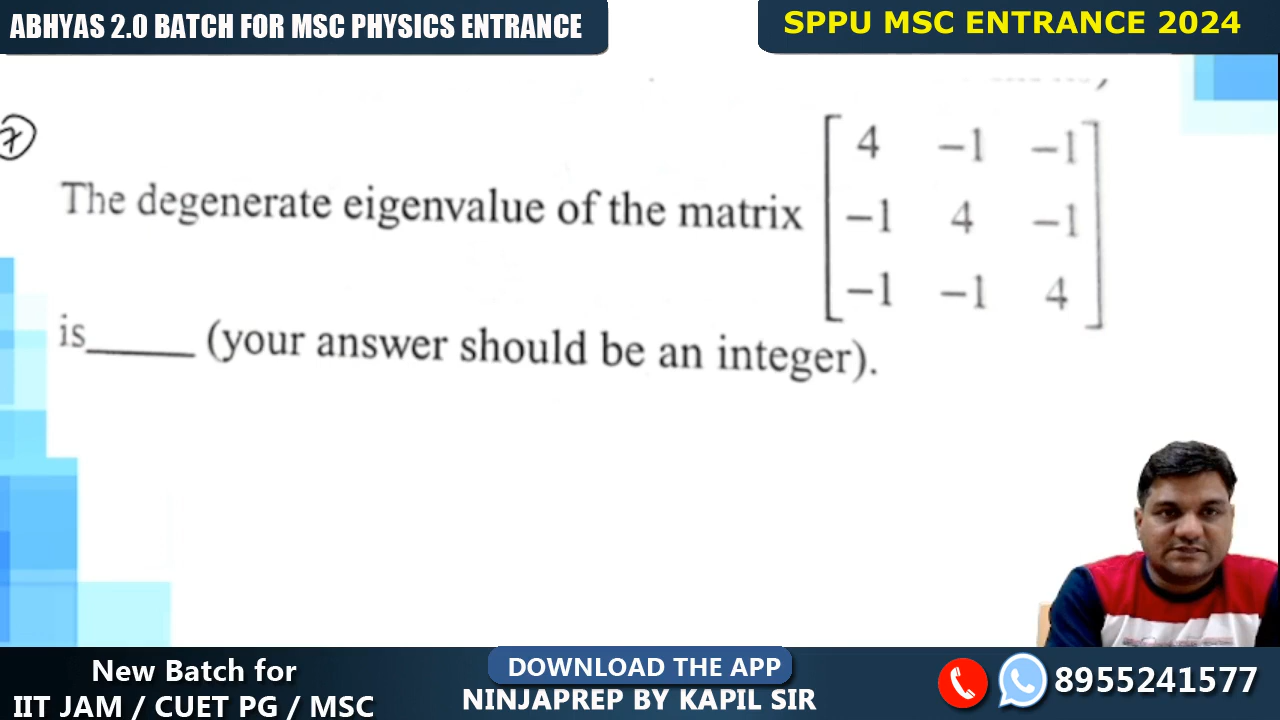 ABHYAS 2.0 BATCH FOR MSC PHYSICS ENTRANCE
SPPU MSC ENTRANCE 2024
7
The degenerate eigenvalue of the matrix
4 -1 -1
-1 4 -1
-1 -1 4
is_____ (your answer should be an integer).
New Batch for
IIT JAM / CUET PG / MSC
DOWNLOAD THE APP
NINJAPREP BY KAPIL SIR
8955241577